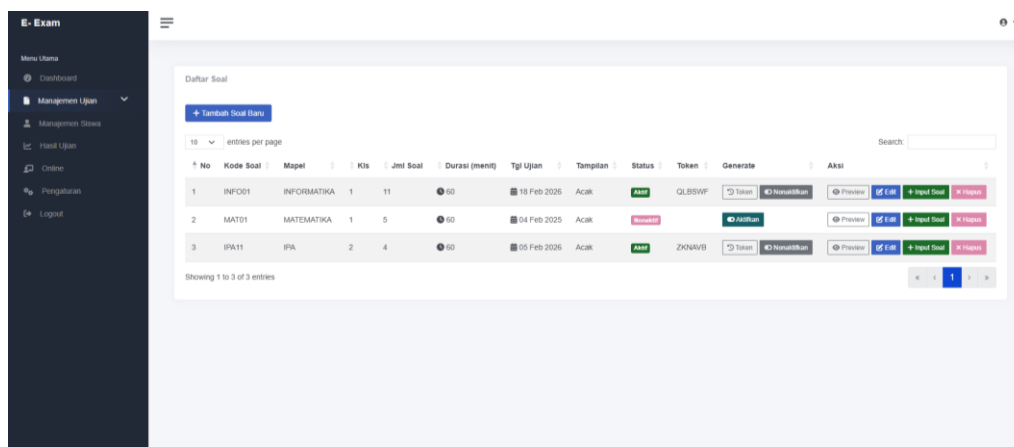 E- Exam
Menu Utama
Dashboard
Manajemen Ujian
Manajemen Siswa
Hasil Ujian
Online
Pengaturan
Logout
Daftar Soal
+ Tambah Soal Baru
10 entries per page Search:
No Kode Soal Mapel Kls Jml Soal Durasi (menit) Tgl Ujian Tampilan Status Token Generate Aksi
1 INFO01 INFORMATIKA 1 11 60 18 Feb 2026 Acak Aktif QLBSWF Token Nonaktifkan Preview Edit + Input Soal × Hapus
2 MAT01 MATEMATIKA 1 5 60 04 Feb 2025 Acak Nonaktif Aktifkan Preview Edit + Input Soal × Hapus
3 IPA11 IPA 2 4 60 05 Feb 2026 Acak Aktif ZKNAVB Token Nonaktifkan Preview Edit + Input Soal × Hapus
Showing 1 to 3 of 3 entries
« ‹ 1 › »